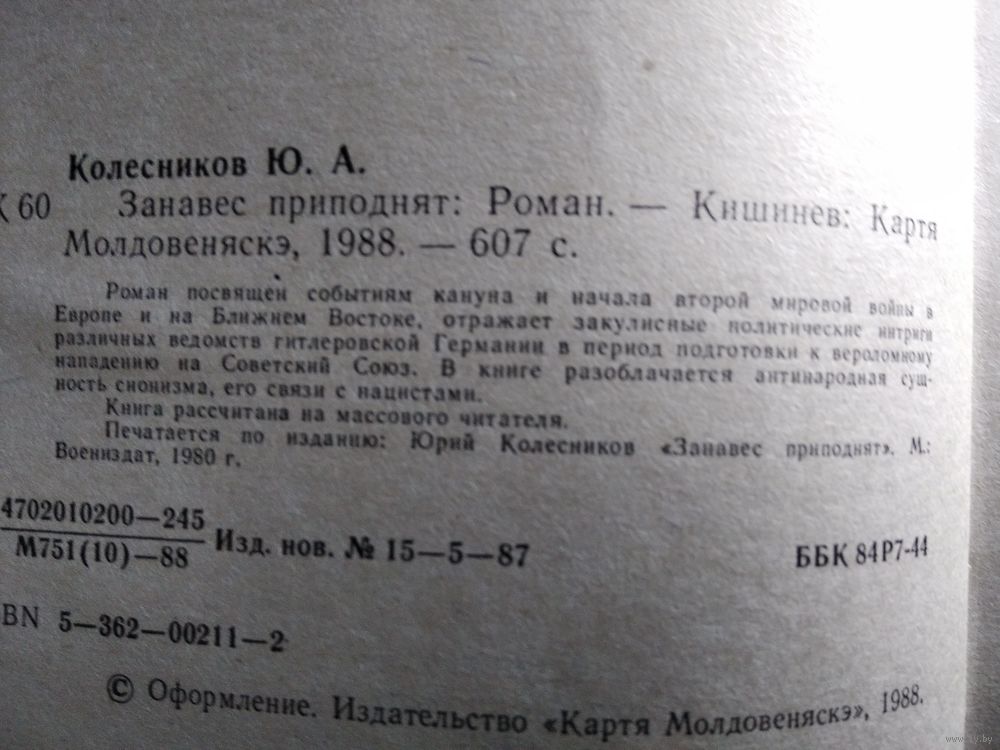 Колесников Ю. А.
К 60 Занавес приподнят: Роман. — Кишинев: Картя
Молдовеняскэ, 1988. — 607 с.
Роман посвящен событиям кануна и начала второй мировой войны в
Европе и на Ближнем Востоке, отражает закулисные политические интриги
различных ведомств гитлеровской Германии в период подготовки к вероломному
нападению на Советский Союз. В книге разоблачается антинародная сущ-
ность сионизма, его связи с нацистами.
Книга рассчитана на массового читателя.
Печатается по изданию: Юрий Колесников «Занавес приподнят». М.:
Воениздат, 1980 г.
4702010200—245
М751(10)—88
Изд. нов. № 15—5—87
ББК 84Р7-44
BN 5—362—00211—2
© Оформление. Издательство «Картя Молдовеняскэ», 1988.